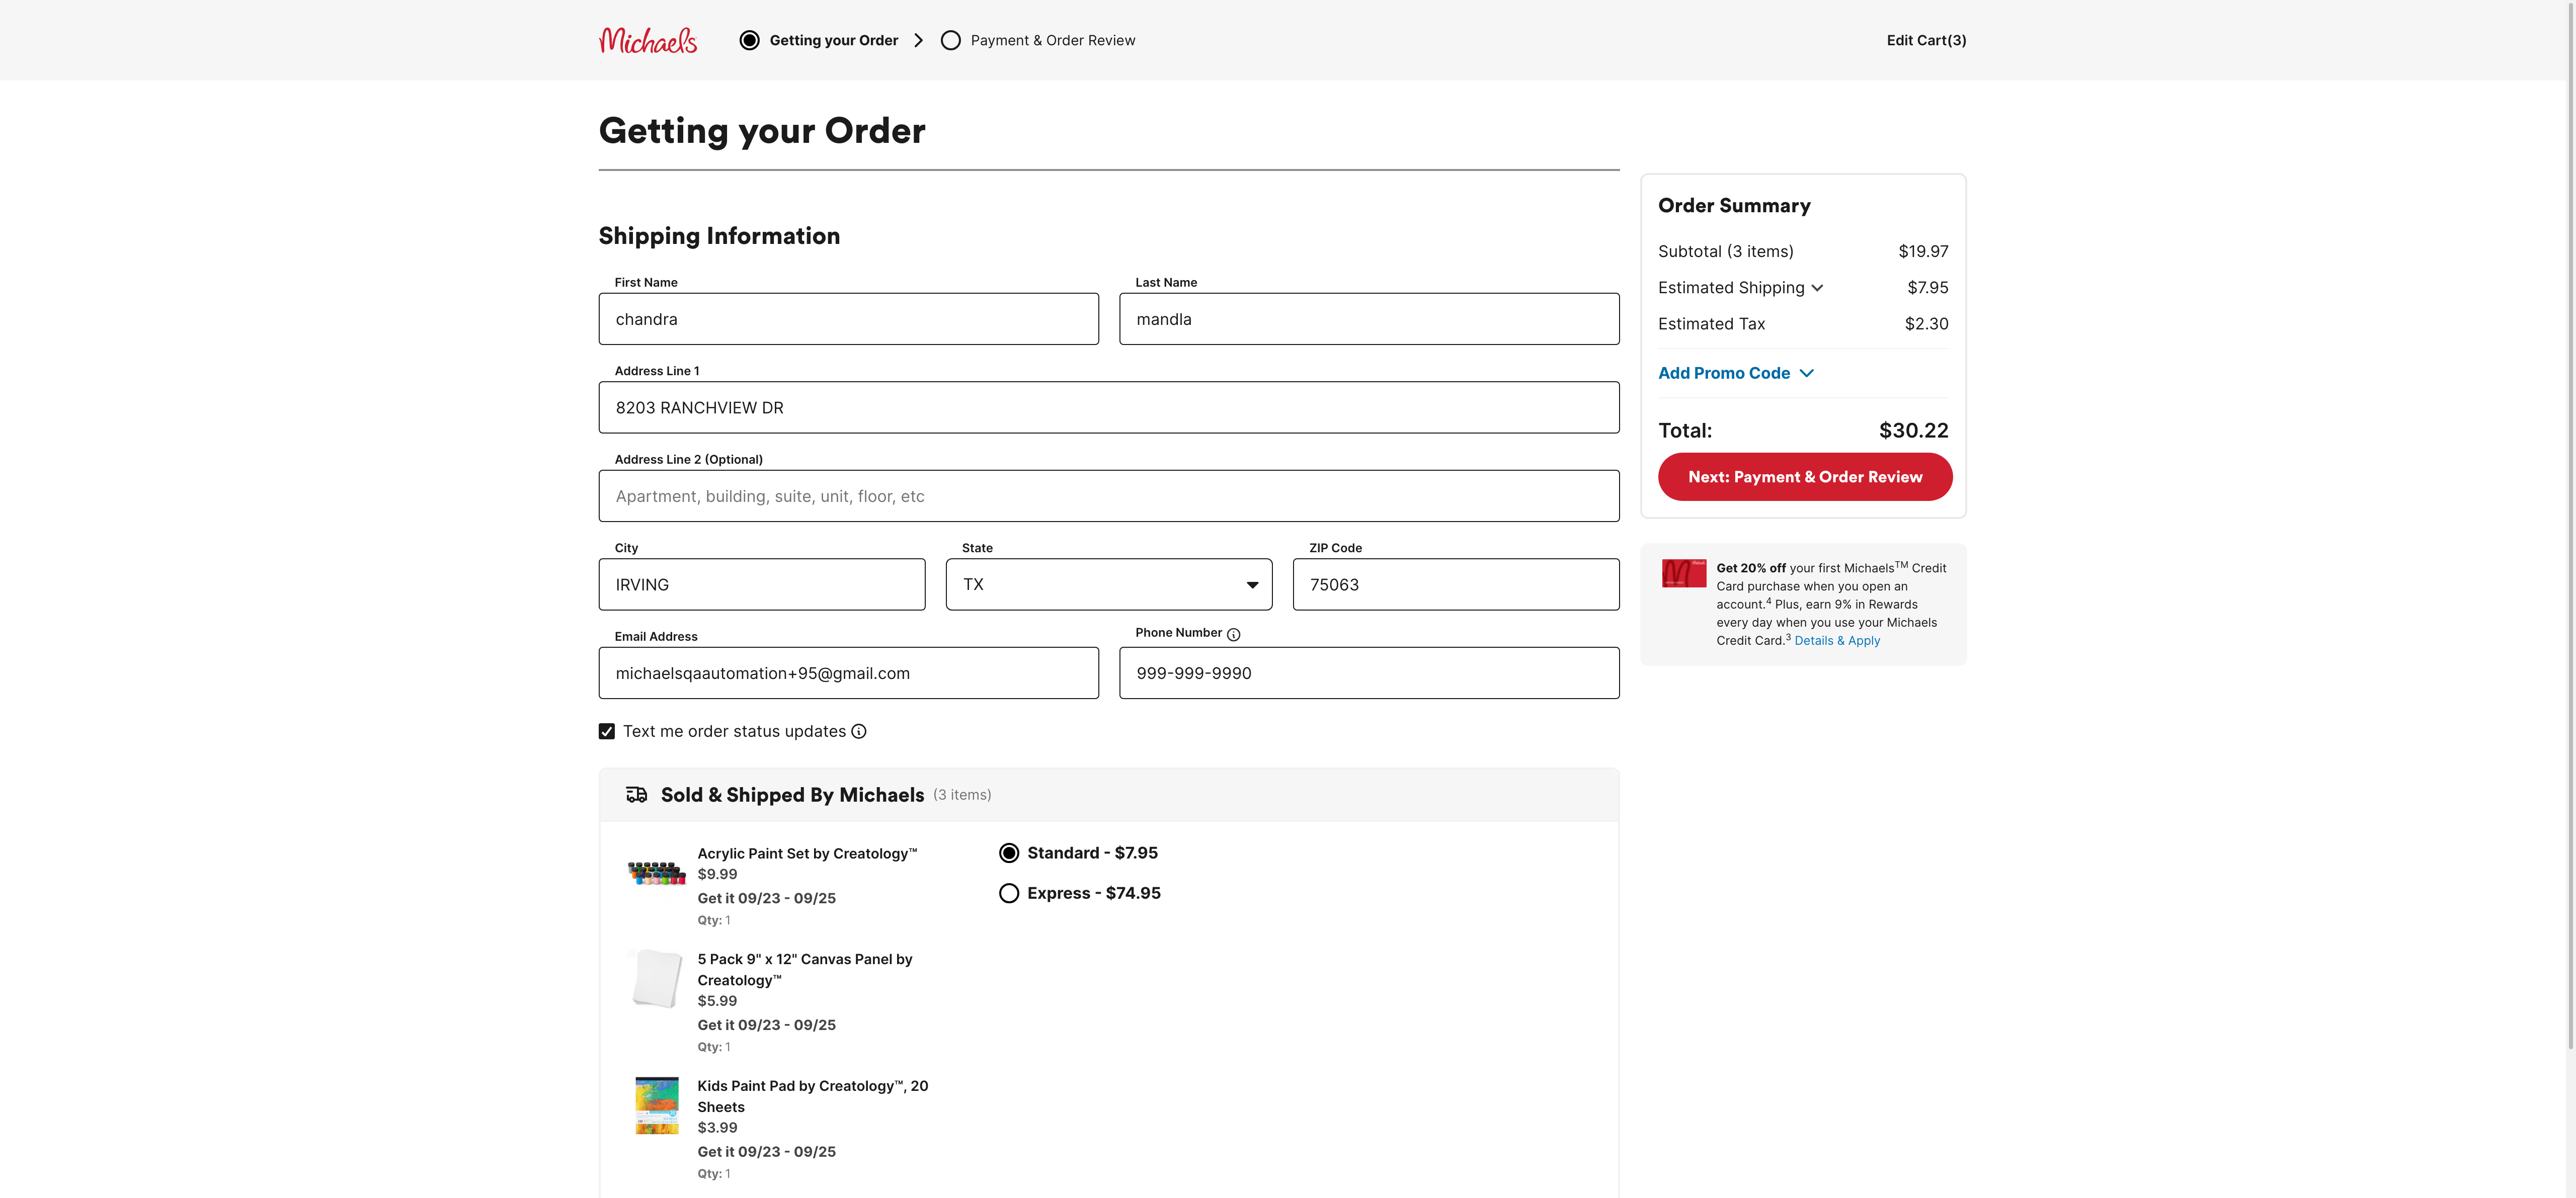 Michaels
Getting your Order
Payment & Order Review
Edit Cart(3)
Getting your Order
Shipping Information
First Name
Last Name
chandra
mandla
Address Line 1
8203 RANCHVIEW DR
Address Line 2 (Optional)
Apartment, building, suite, unit, floor, etc
City
State
ZIP Code
IRVING
TX
75063
Email Address
Phone Number
michaelsqaautomation+95@gmail.com
999-999-9990
Text me order status updates
Sold & Shipped By Michaels (3 items)
Acrylic Paint Set by Creatology™
$9.99
Get it 09/23 - 09/25
Qty: 1
Standard - $7.95
Express - $74.95
5 Pack 9" x 12" Canvas Panel by
Creatology™
$5.99
Get it 09/23 - 09/25
Qty: 1
Kids Paint Pad by Creatology™, 20
Sheets
$3.99
Get it 09/23 - 09/25
Qty: 1
Order Summary
Subtotal (3 items) $19.97
Estimated Shipping $7.95
Estimated Tax $2.30
Add Promo Code
Total: $30.22
Next: Payment & Order Review
Get 20% off your first Michaels™ Credit
Card purchase when you open an
account.⁴ Plus, earn 9% in Rewards
every day when you use your Michaels
Credit Card.³ Details & Apply